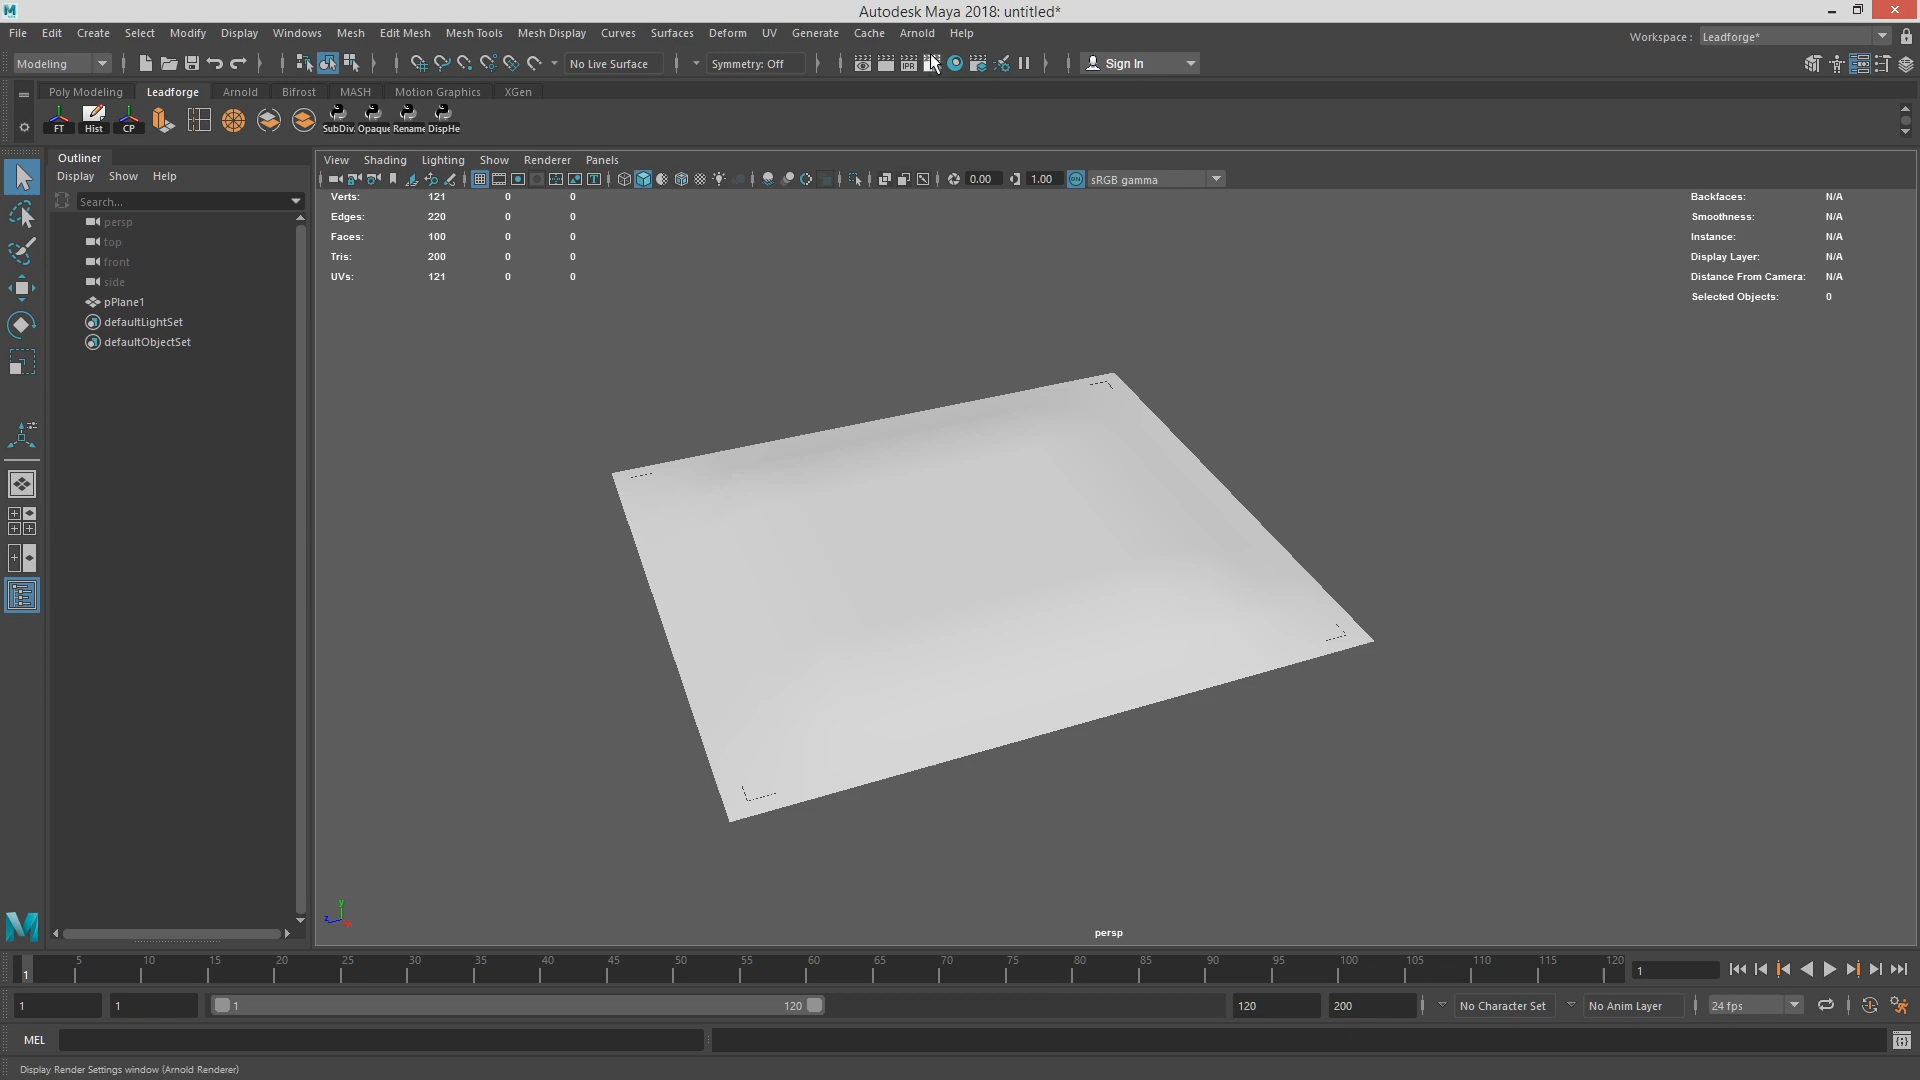 Autodesk Maya 2018: untitled*
File Edit Create Select Modify Display Windows Mesh Edit Mesh Mesh Tools Mesh Display Curves Surfaces Deform UV Generate Cache Arnold Help
Workspace : Leadforge*
Modeling No Live Surface Symmetry: Off IPR Sign In
Poly Modeling Leadforge Arnold Bifrost MASH Motion Graphics XGen
FT Hist CP SubDiv Opaque Rename DispHe
Outliner
Display Show Help
Search...
persp
top
front
side
pPlane1
defaultLightSet
defaultObjectSet
View Shading Lighting Show Renderer Panels
0.00 1.00 ON sRGB gamma
Verts: 121 0 0
Edges: 220 0 0
Faces: 100 0 0
Tris: 200 0 0
UVs: 121 0 0
Backfaces: N/A
Smoothness: N/A
Instance: N/A
Display Layer: N/A
Distance From Camera: N/A
Selected Objects: 0
y
z
x
persp
1 5 10 15 20 25 30 35 40 45 50 55 60 65 70 75 80 85 90 95 100 105 110 115 120 1
1 1 1 120 120 200 No Character Set No Anim Layer 24 fps
MEL
Display Render Settings window (Arnold Renderer)